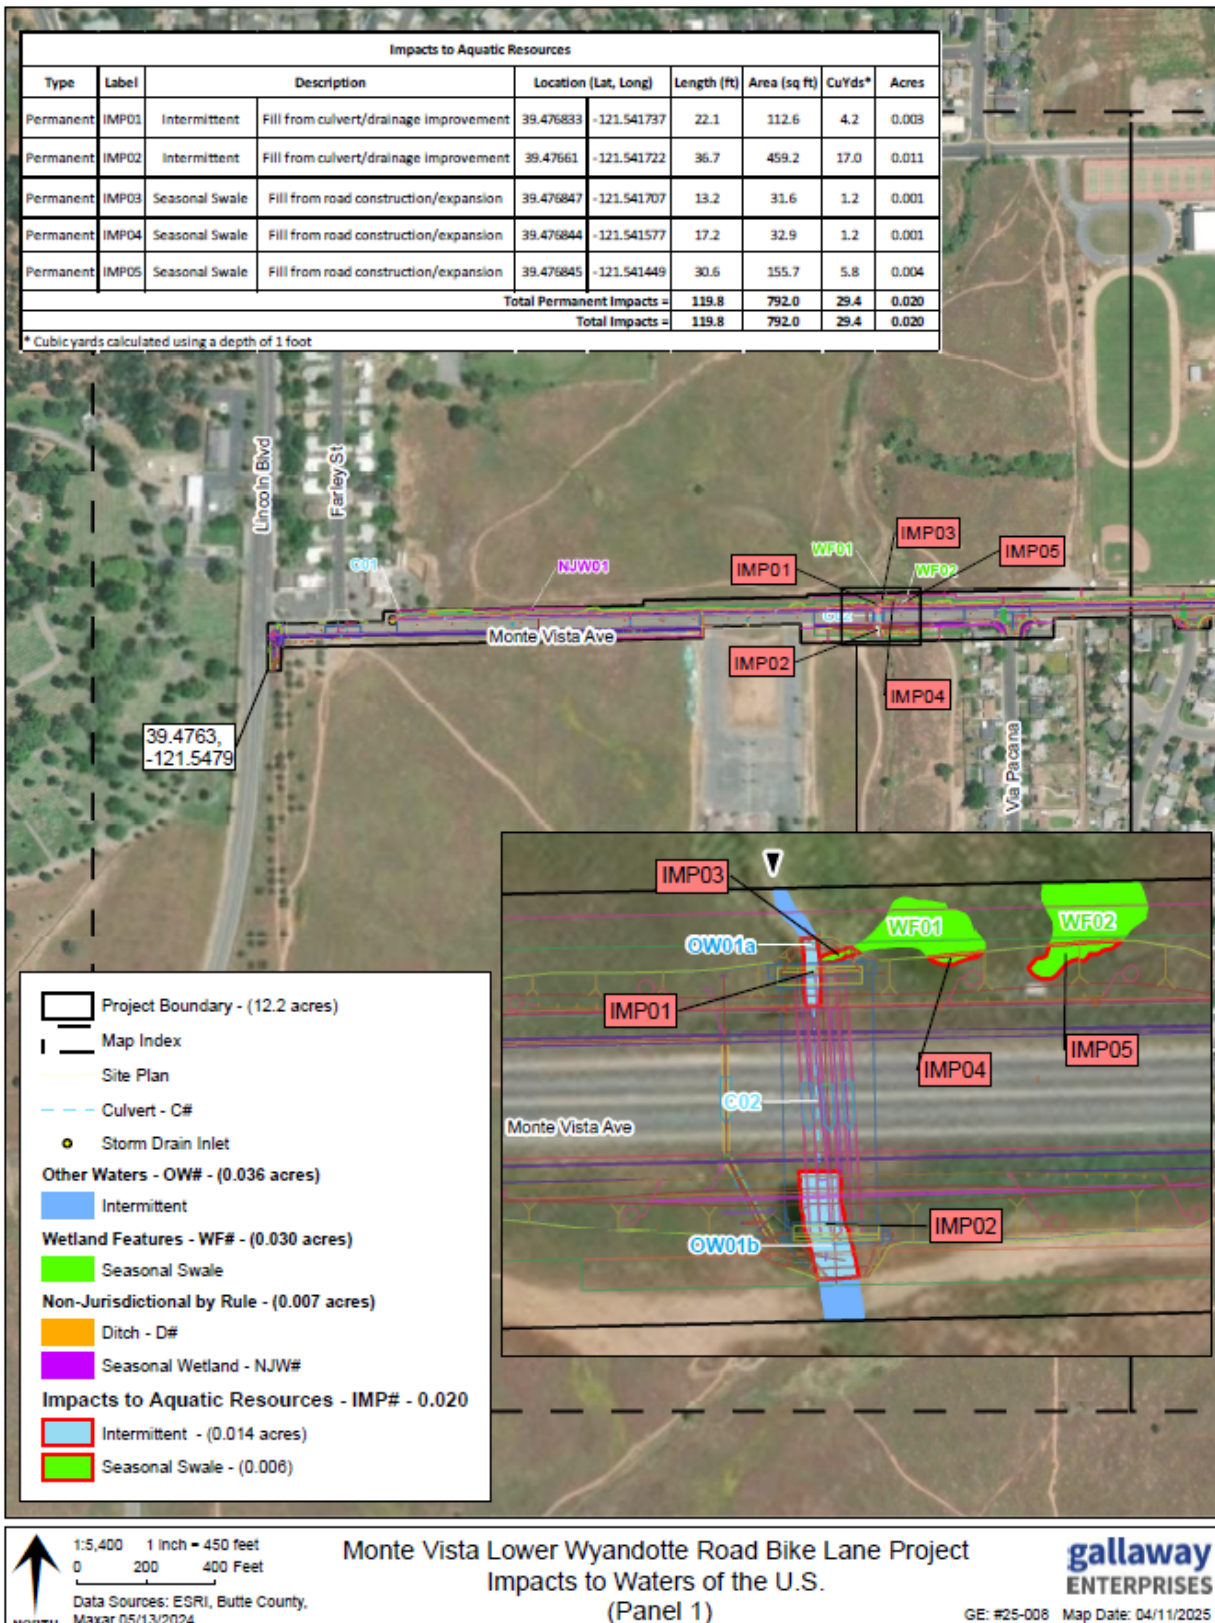 Impacts to Aquatic Resources
Type Label Description Location (Lat, Long) Length (ft) Area (sq ft) CuYds* Acres
Permanent IMP01 Intermittent Fill from culvert/drainage improvement 39.476833 -121.541737 22.1 112.6 4.2 0.003
Permanent IMP02 Intermittent Fill from culvert/drainage improvement 39.47661 -121.541722 36.7 459.2 17.0 0.011
Permanent IMP03 Seasonal Swale Fill from road construction/expansion 39.476847 -121.541707 13.2 31.6 1.2 0.001
Permanent IMP04 Seasonal Swale Fill from road construction/expansion 39.476844 -121.541577 17.2 32.9 1.2 0.001
Permanent IMP05 Seasonal Swale Fill from road construction/expansion 39.476845 -121.541449 30.6 155.7 5.8 0.004
Total Permanent Impacts = 119.8 792.0 29.4 0.020
Total Impacts = 119.8 792.0 29.4 0.020
* Cubic yards calculated using a depth of 1 foot
Lincoln Blvd
Farley St
C01
NJW01
WF01
IMP03
IMP05
IMP01
WF02
C02
Monte Vista Ave
IMP02
IMP04
39.4763,
-121.5479
Via Pacana
IMP03
WF01
WF02
OW01a
IMP01
IMP04
IMP05
C02
Monte Vista Ave
IMP02
OW01b
Project Boundary - (12.2 acres)
Map Index
Site Plan
Culvert - C#
Storm Drain Inlet
Other Waters - OW# - (0.036 acres)
Intermittent
Wetland Features - WF# - (0.030 acres)
Seasonal Swale
Non-Jurisdictional by Rule - (0.007 acres)
Ditch - D#
Seasonal Wetland - NJW#
Impacts to Aquatic Resources - IMP# - 0.020
Intermittent - (0.014 acres)
Seasonal Swale - (0.006)
NORTH
1:5,400 1 inch = 450 feet
0 200 400 Feet
Data Sources: ESRI, Butte County,
Maxar 05/13/2024
Monte Vista Lower Wyandotte Road Bike Lane Project
Impacts to Waters of the U.S.
(Panel 1)
gallaway
ENTERPRISES
GE: #25-008 Map Date: 04/11/2025